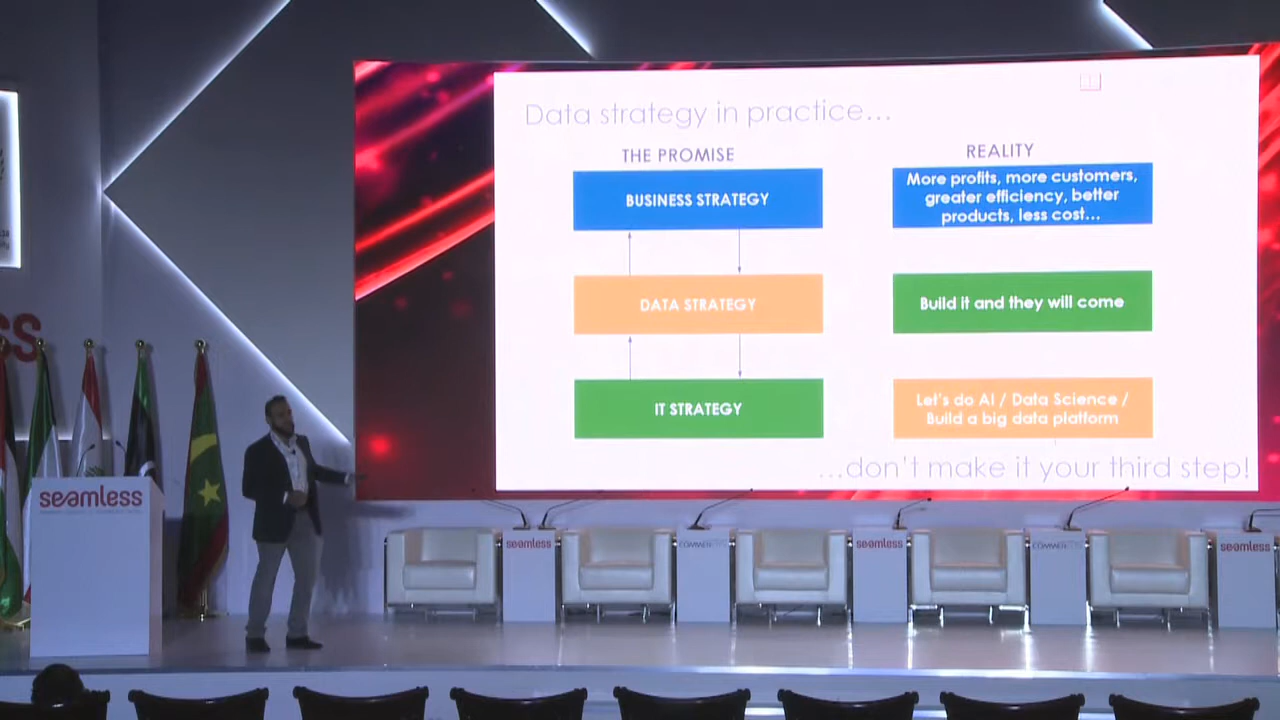 Data strategy in practice...
THE PROMISE
REALITY
BUSINESS STRATEGY
More profits, more customers,
greater efficiency, better
products, less cost...
DATA STRATEGY
Build it and they will come
IT STRATEGY
Let's do AI / Data Science /
Build a big data platform
...don't make it your third step!
seamless
seamless
seamless
seamless